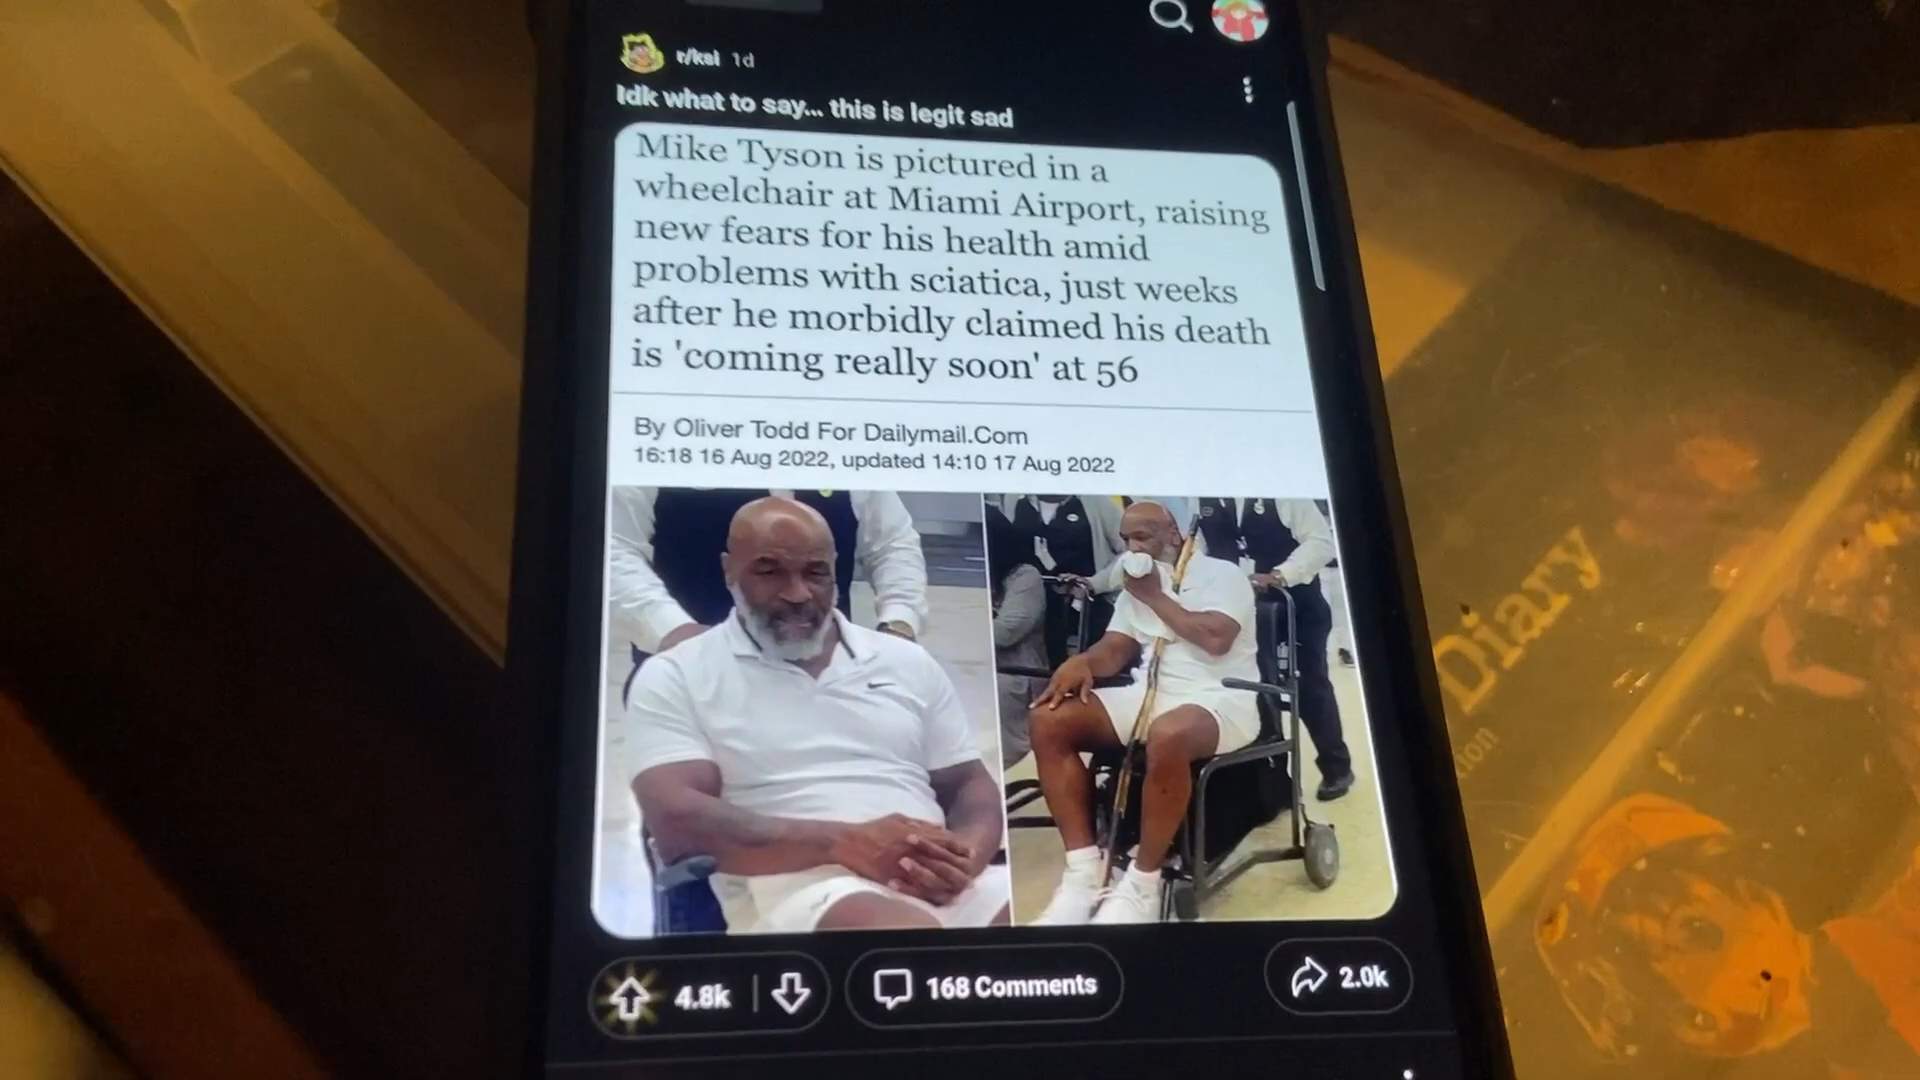 r/ksi 1d
Idk what to say... this is legit sad
Mike Tyson is pictured in a
wheelchair at Miami Airport, raising
new fears for his health amid
problems with sciatica, just weeks
after he morbidly claimed his death
is 'coming really soon' at 56
By Oliver Todd For Dailymail.Com
16:18 16 Aug 2022, updated 14:10 17 Aug 2022
4.8k
168 Comments
2.0k
Diary